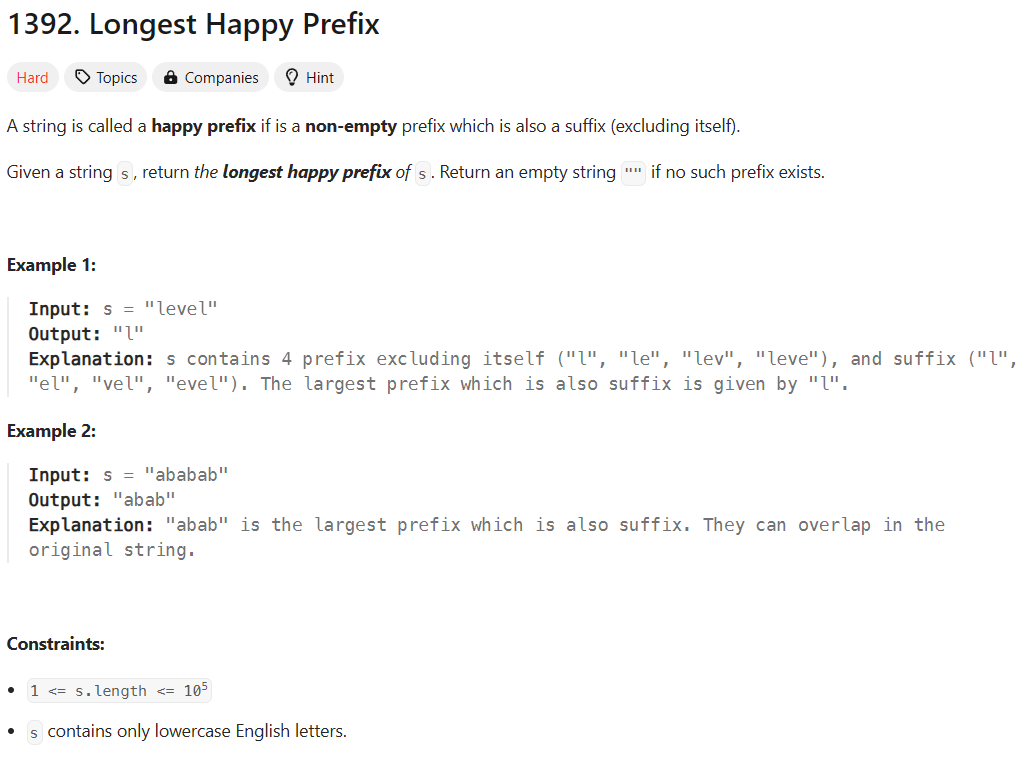 1392. Longest Happy Prefix
Hard Topics Companies Hint
A string is called a happy prefix if is a non-empty prefix which is also a suffix (excluding itself).
Given a string s, return the longest happy prefix of s. Return an empty string "" if no such prefix exists.
Example 1:
Input: s = "level"
Output: "l"
Explanation: s contains 4 prefix excluding itself ("l", "le", "lev", "leve"), and suffix ("l",
"el", "vel", "evel"). The largest prefix which is also suffix is given by "l".
Example 2:
Input: s = "ababab"
Output: "abab"
Explanation: "abab" is the largest prefix which is also suffix. They can overlap in the
original string.
Constraints:
• 1 <= s.length <= 10⁵
• s contains only lowercase English letters.